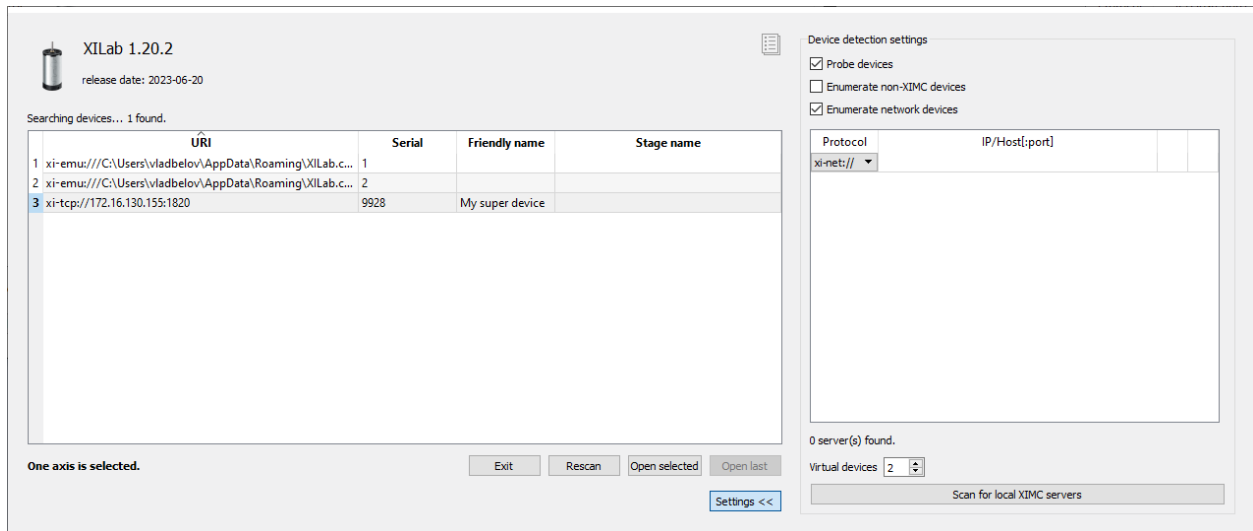 XILab 1.20.2
release date: 2023-06-20
Searching devices... 1 found.
URI Serial Friendly name Stage name
1 xi-emu:///C:\Users\vladbelov\AppData\Roaming\XILab.c... 1
2 xi-emu:///C:\Users\vladbelov\AppData\Roaming\XILab.c... 2
3 xi-tcp://172.16.130.155:1820 9928 My super device
One axis is selected.
Exit Rescan Open selected Open last
Settings <<
Device detection settings
Probe devices
Enumerate non-XIMC devices
Enumerate network devices
Protocol IP/Host[:port]
xi-net://
0 server(s) found.
Virtual devices 2
Scan for local XIMC servers